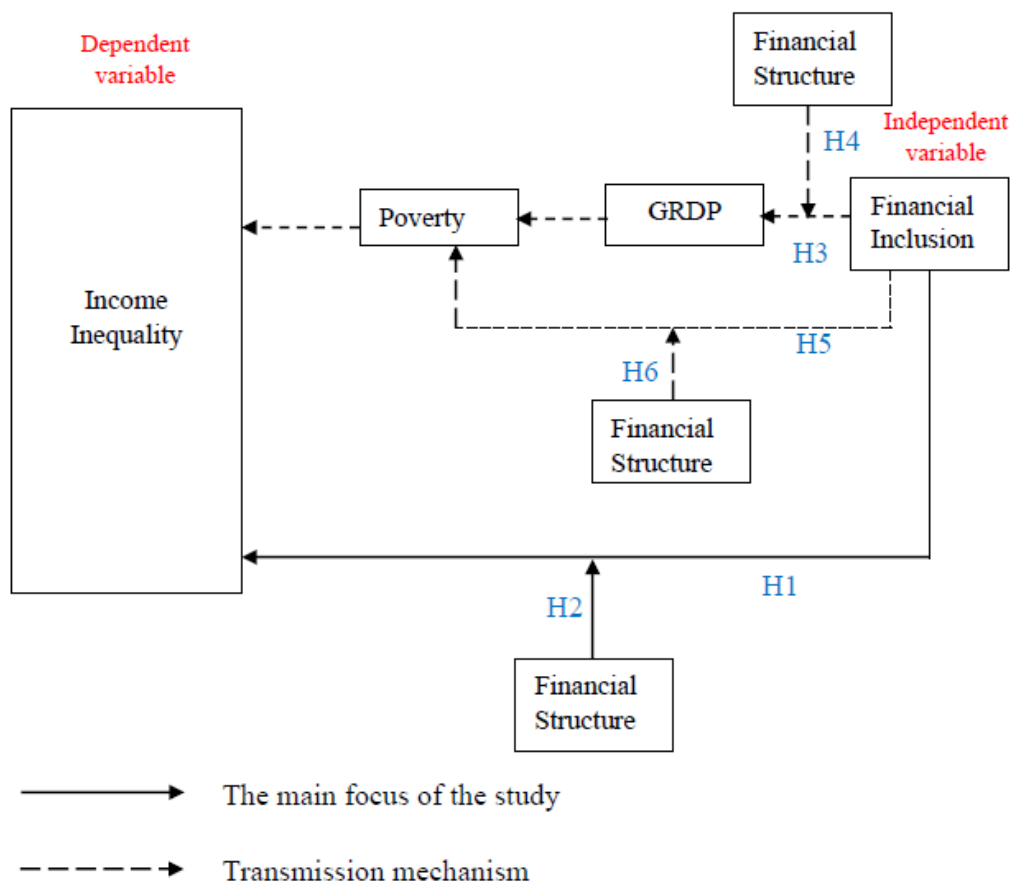 Dependent
variable
Financial
Structure
H4
Independent
variable
Poverty
GRDP
Financial
Inclusion
H3
Income
Inequality
H5
H6
Financial
Structure
H1
H2
Financial
Structure
The main focus of the study
Transmission mechanism